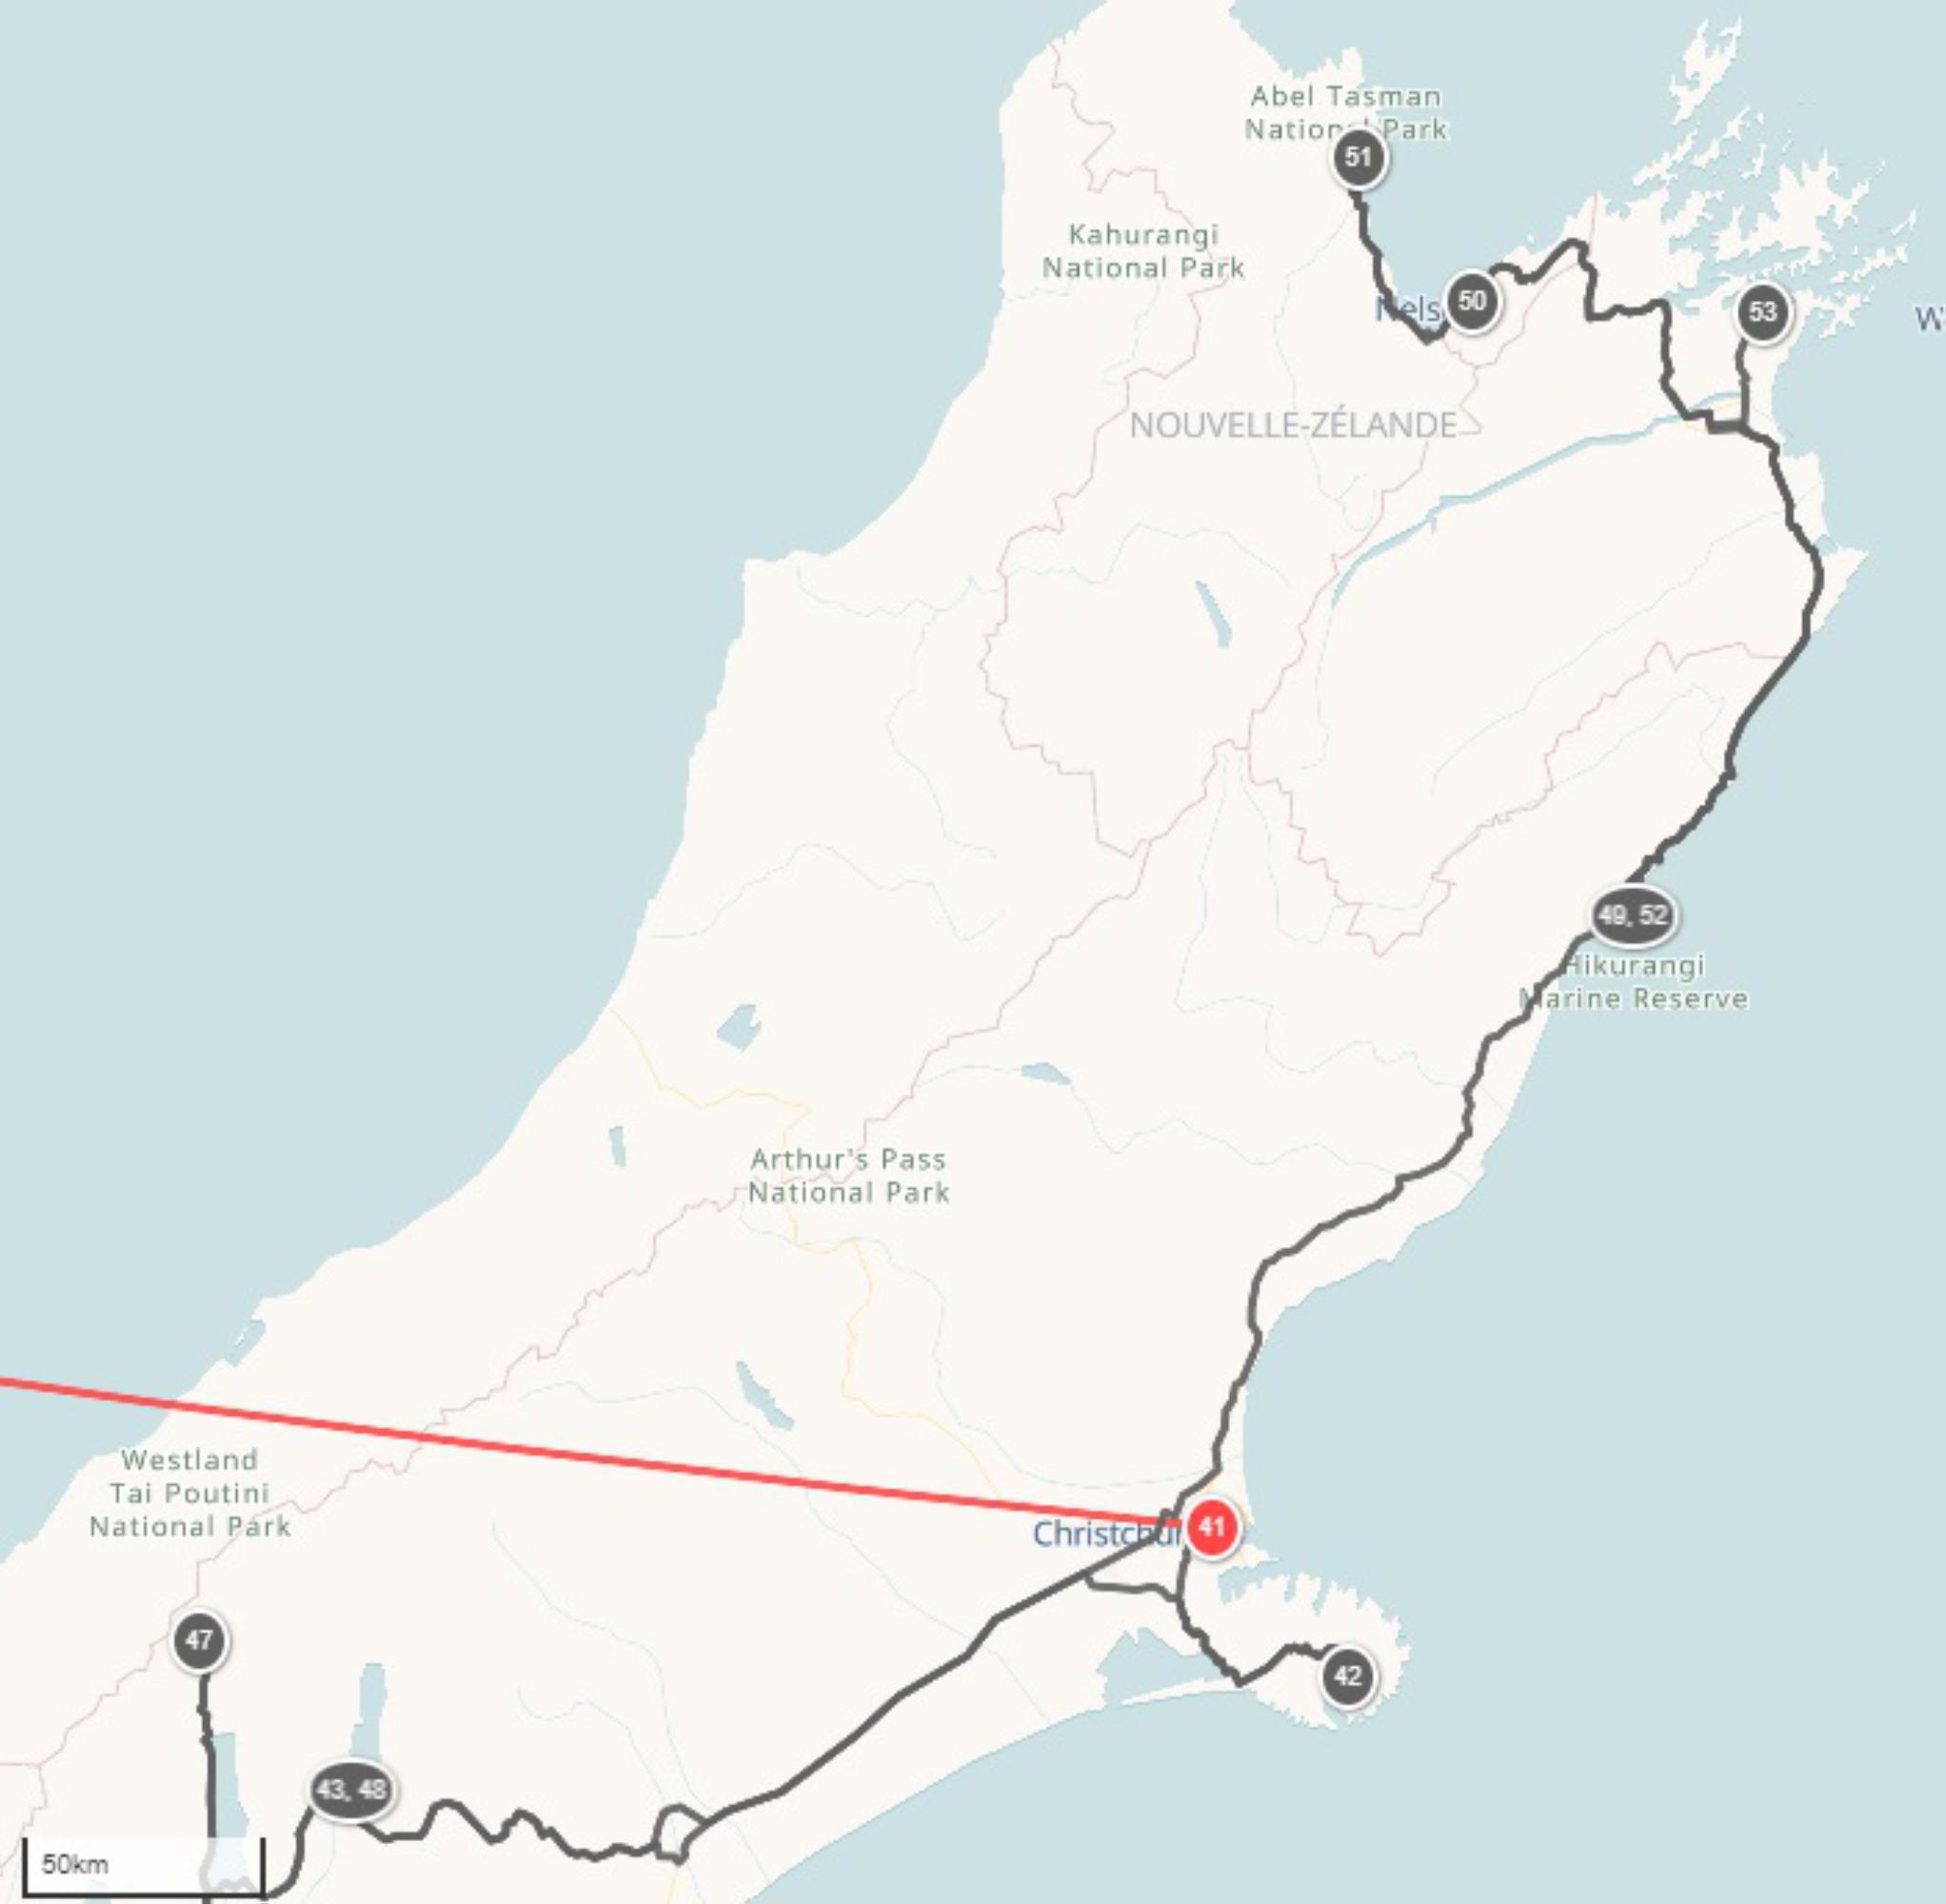 Abel Tasman
National Park
51
Kahurangi
National Park
Nels
50
53
W
NOUVELLE-ZÉLANDE
49, 52
Hikurangi
Marine Reserve
Arthur's Pass
National Park
Westland
Tai Poutini
National Park
Christchur
41
47
42
43, 48
50km